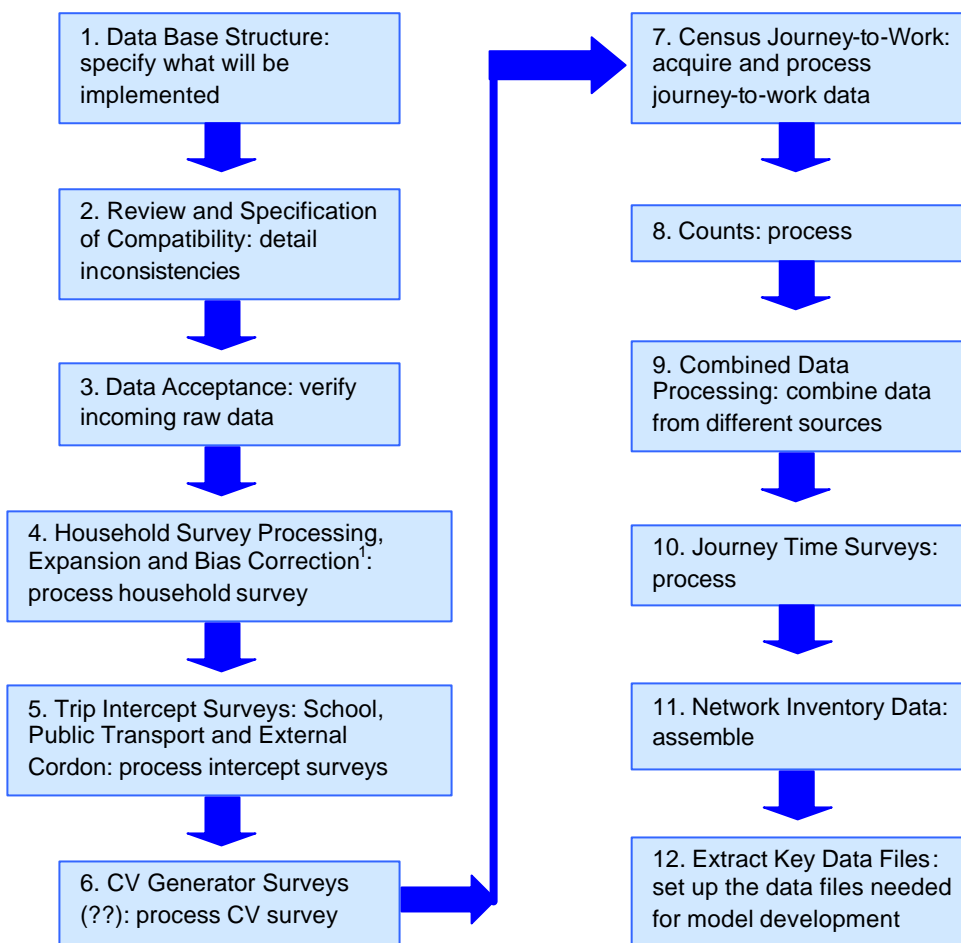 1. Data Base Structure:
specify what will be
implemented
2. Review and Specification
of Compatibility: detail
inconsistencies
3. Data Acceptance: verify
incoming raw data
4. Household Survey Processing,
Expansion and Bias Correction¹:
process household survey
5. Trip Intercept Surveys: School,
Public Transport and External
Cordon: process intercept surveys
6. CV Generator Surveys
(??): process CV survey
7. Census Journey-to-Work:
acquire and process
journey-to-work data
8. Counts: process
9. Combined Data
Processing: combine data
from different sources
10. Journey Time Surveys:
process
11. Network Inventory Data:
assemble
12. Extract Key Data Files:
set up the data files needed
for model development